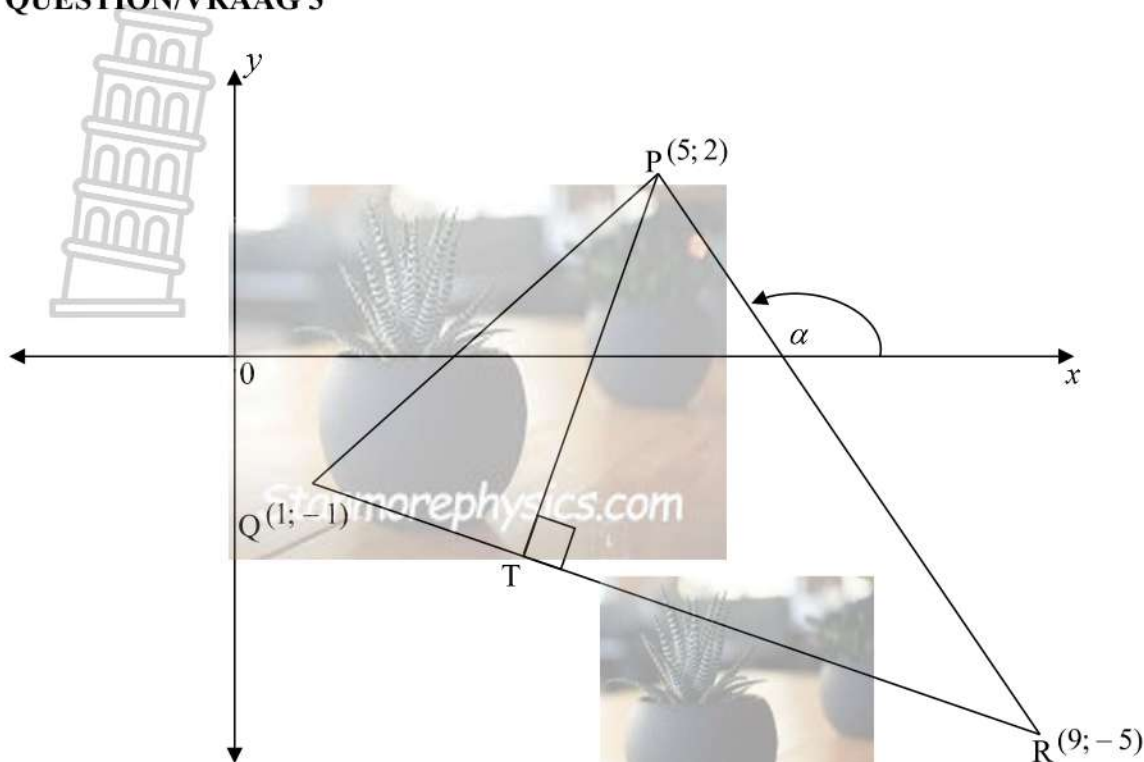 QUESTION/VRAAG 3
y
P (5; 2)
α
0
x
Stanmorephysics.com
Q (1; – 1)
T
R (9; – 5)